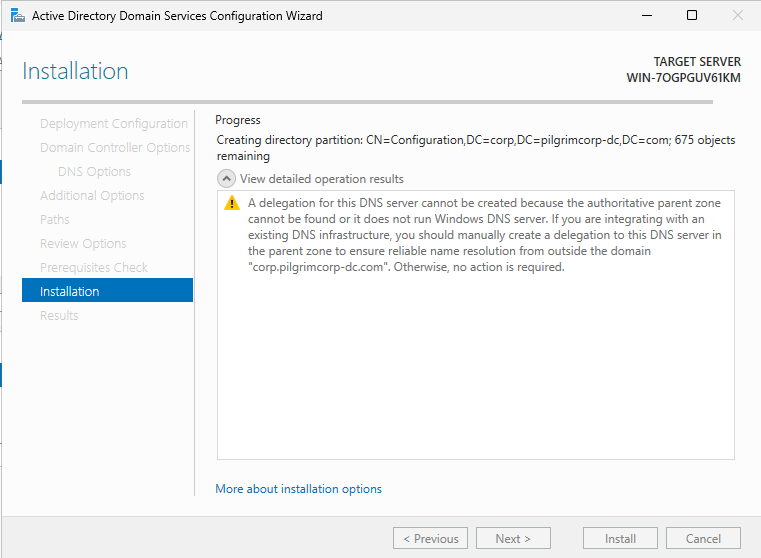 Active Directory Domain Services Configuration Wizard
Installation
TARGET SERVER
WIN-7OGPGUV61KM
Deployment Configuration
Domain Controller Options
DNS Options
Additional Options
Paths
Review Options
Prerequisites Check
Installation
Results
Progress
Creating directory partition: CN=Configuration,DC=corp,DC=pilgrimcorp-dc,DC=com; 675 objects
remaining
View detailed operation results
A delegation for this DNS server cannot be created because the authoritative parent zone
cannot be found or it does not run Windows DNS server. If you are integrating with an
existing DNS infrastructure, you should manually create a delegation to this DNS server in
the parent zone to ensure reliable name resolution from outside the domain
"corp.pilgrimcorp-dc.com". Otherwise, no action is required.
More about installation options
< Previous
Next >
Install
Cancel